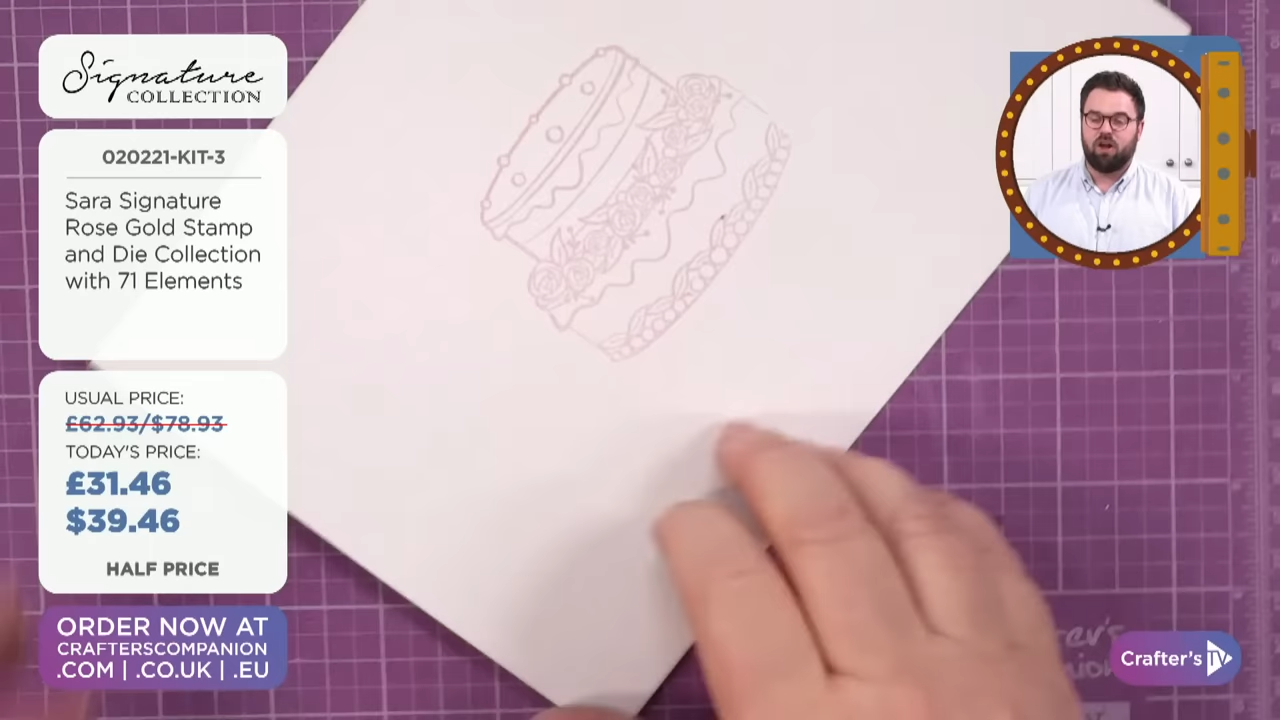 Signature
COLLECTION
020221-KIT-3
Sara Signature
Rose Gold Stamp
and Die Collection
with 71 Elements
USUAL PRICE:
£62.93/$78.93
TODAY'S PRICE:
£31.46
$39.46
HALF PRICE
ORDER NOW AT
CRAFTERSCOMPANION
.COM | .CO.UK | .EU
Crafter's TV